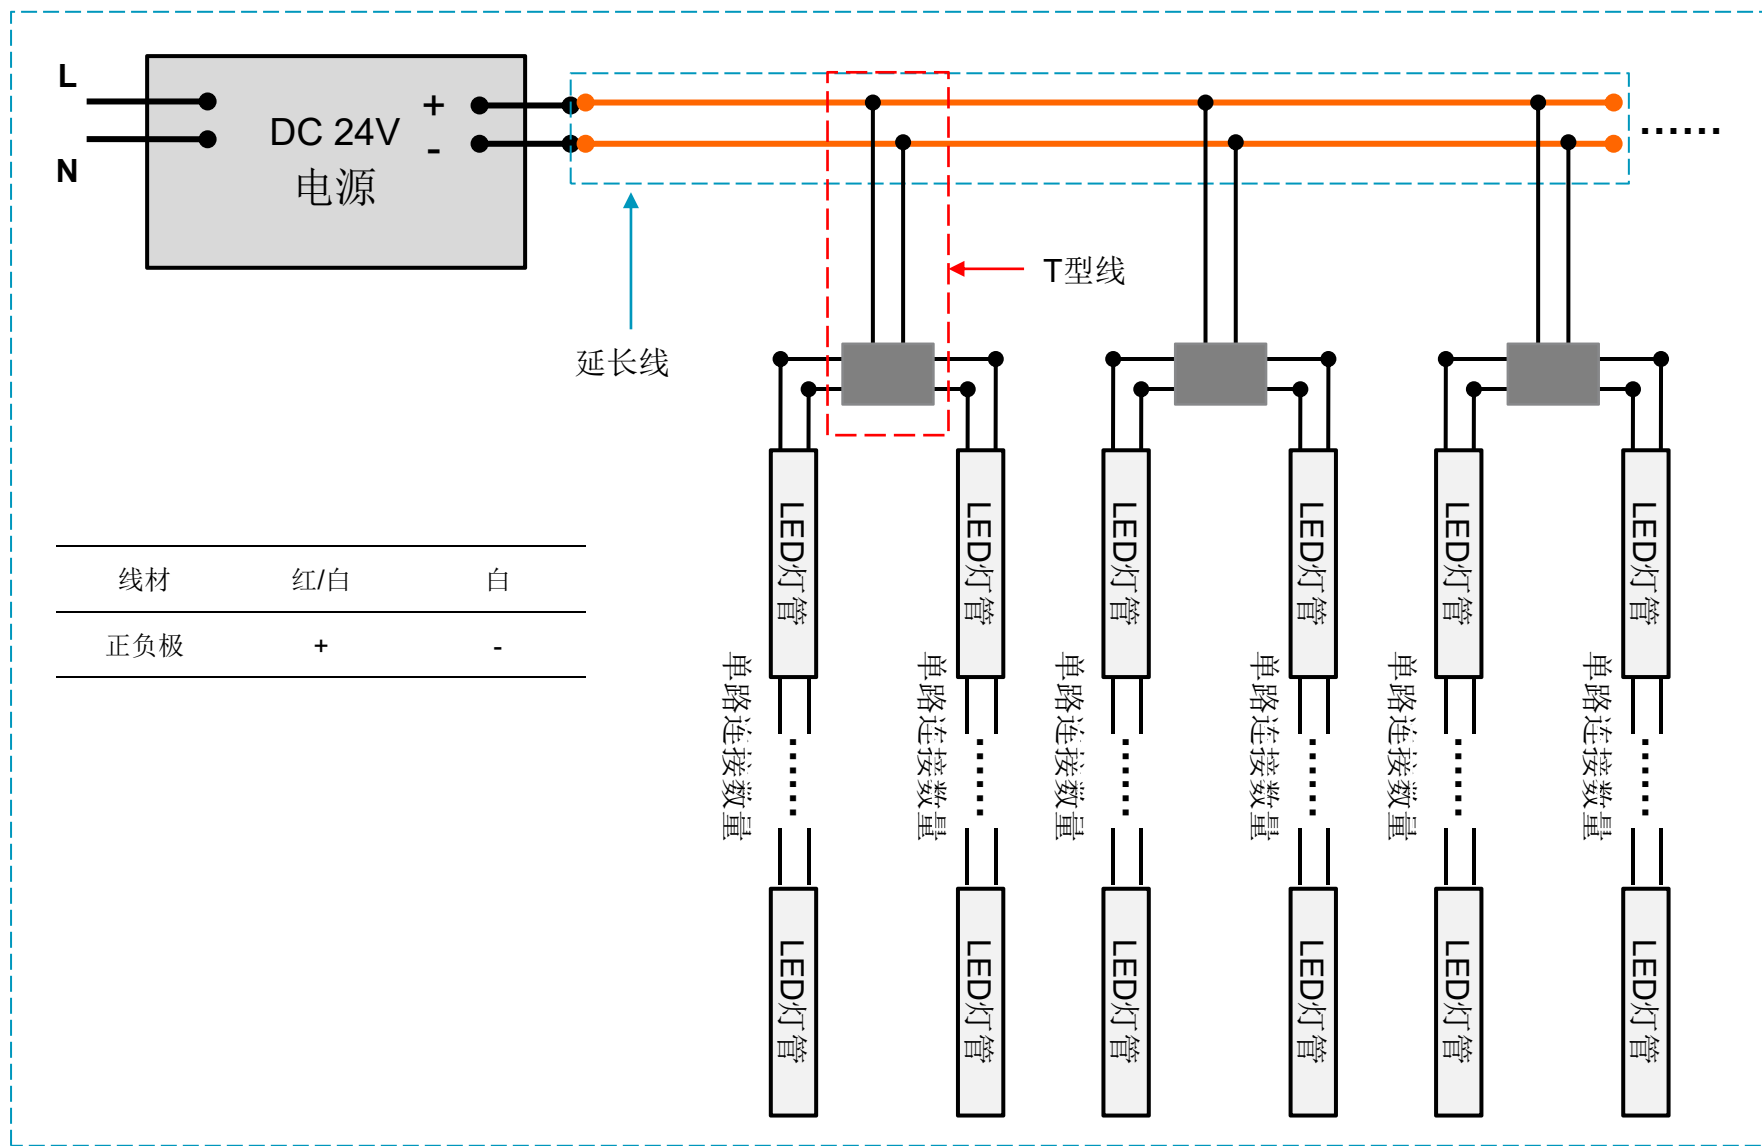 L
N
DC 24V
电源
+
-
......
T型线
延长线
线材 红/白 白
正负极 + -
LED灯管
LED灯管
LED灯管
LED灯管
LED灯管
LED灯管
单路连接数量
单路连接数量
单路连接数量
单路连接数量
单路连接数量
单路连接数量
......
......
......
......
......
......
LED灯管
LED灯管
LED灯管
LED灯管
LED灯管
LED灯管